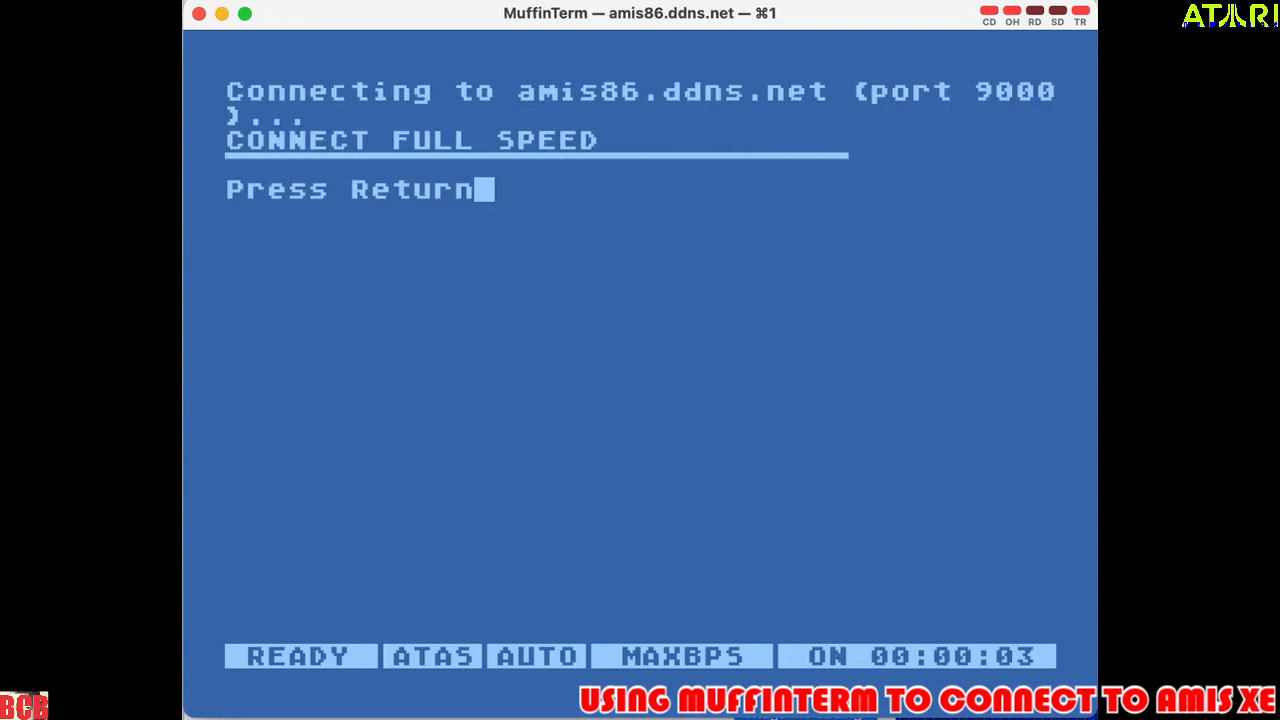 MuffinTerm — amis86.ddns.net — ⌘1
CD OH RD SD TR
ATARI
Connecting to amis86.ddns.net (port 9000
)...
CONNECT FULL SPEED
Press Return
READY ATAS AUTO MAXBPS ON 00:00:03
BCB
USING MUFFINTERM TO CONNECT TO AMIS XE